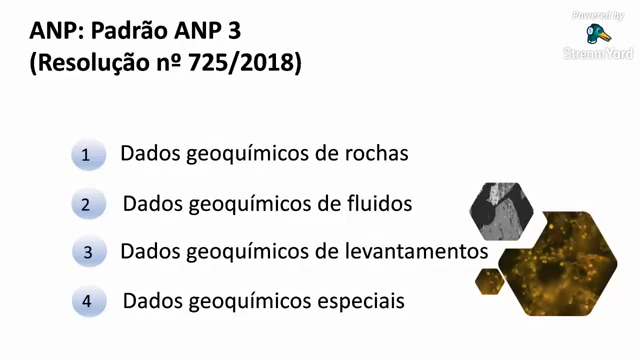 ANP: Padrão ANP 3
(Resolução nº 725/2018)
Powered by
StreamYard
1 Dados geoquímicos de rochas
2 Dados geoquímicos de fluidos
3 Dados geoquímicos de levantamentos
4 Dados geoquímicos especiais